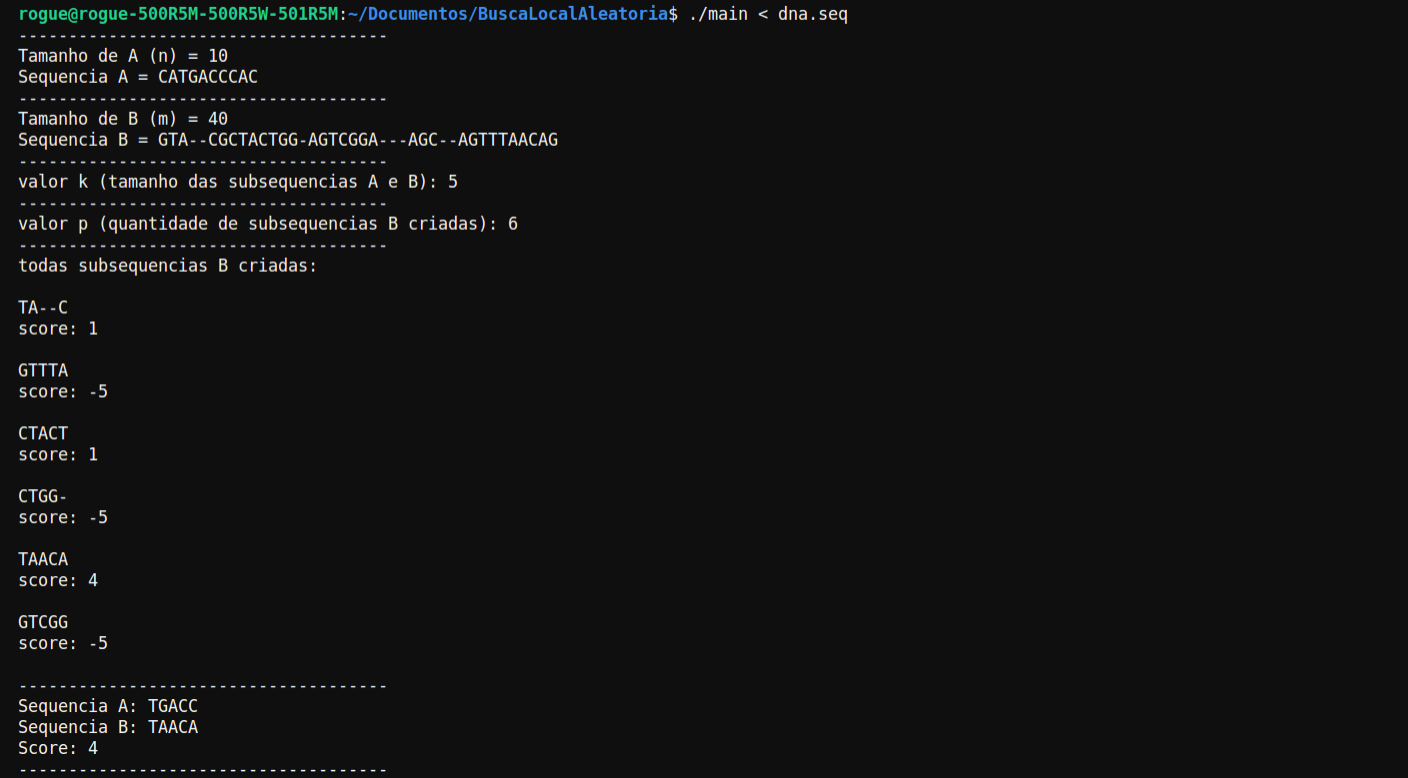 rogue@rogue-500R5M-500R5W-501R5M:~/Documentos/BuscaLocalAleatoria$ ./main < dna.seq
-------------------------------------
Tamanho de A (n) = 10
Sequencia A = CATGACCCAC
-------------------------------------
Tamanho de B (m) = 40
Sequencia B = GTA--CGCTACTGG-AGTCGGA---AGC--AGTTTAACAG
-------------------------------------
valor k (tamanho das subsequencias A e B): 5
-------------------------------------
valor p (quantidade de subsequencias B criadas): 6
-------------------------------------
todas subsequencias B criadas:
TA--C
score: 1
GTTTA
score: -5
CTACT
score: 1
CTGG-
score: -5
TAACA
score: 4
GTCGG
score: -5
-------------------------------------
Sequencia A: TGACC
Sequencia B: TAACA
Score: 4
-------------------------------------